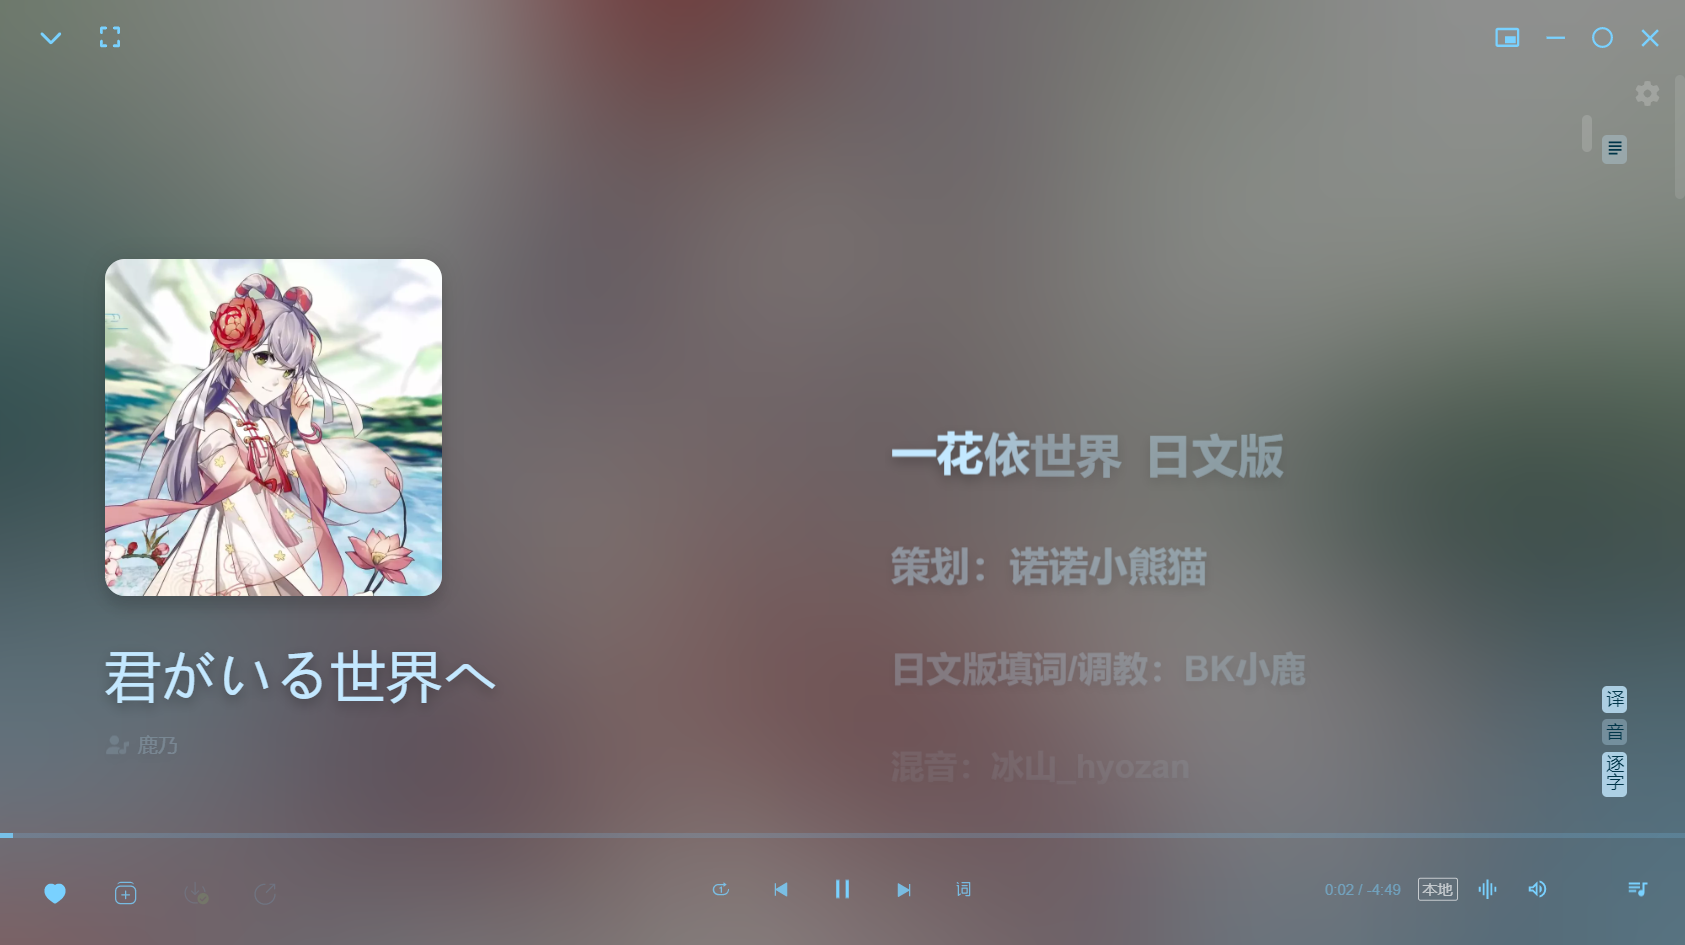 君がいる世界へ
鹿乃
一花依世界 日文版
策划：诺诺小熊猫
日文版填词/调教：BK小鹿
混音：冰山_hyozan
译
音
逐字
词
0:02 / -4:49
本地